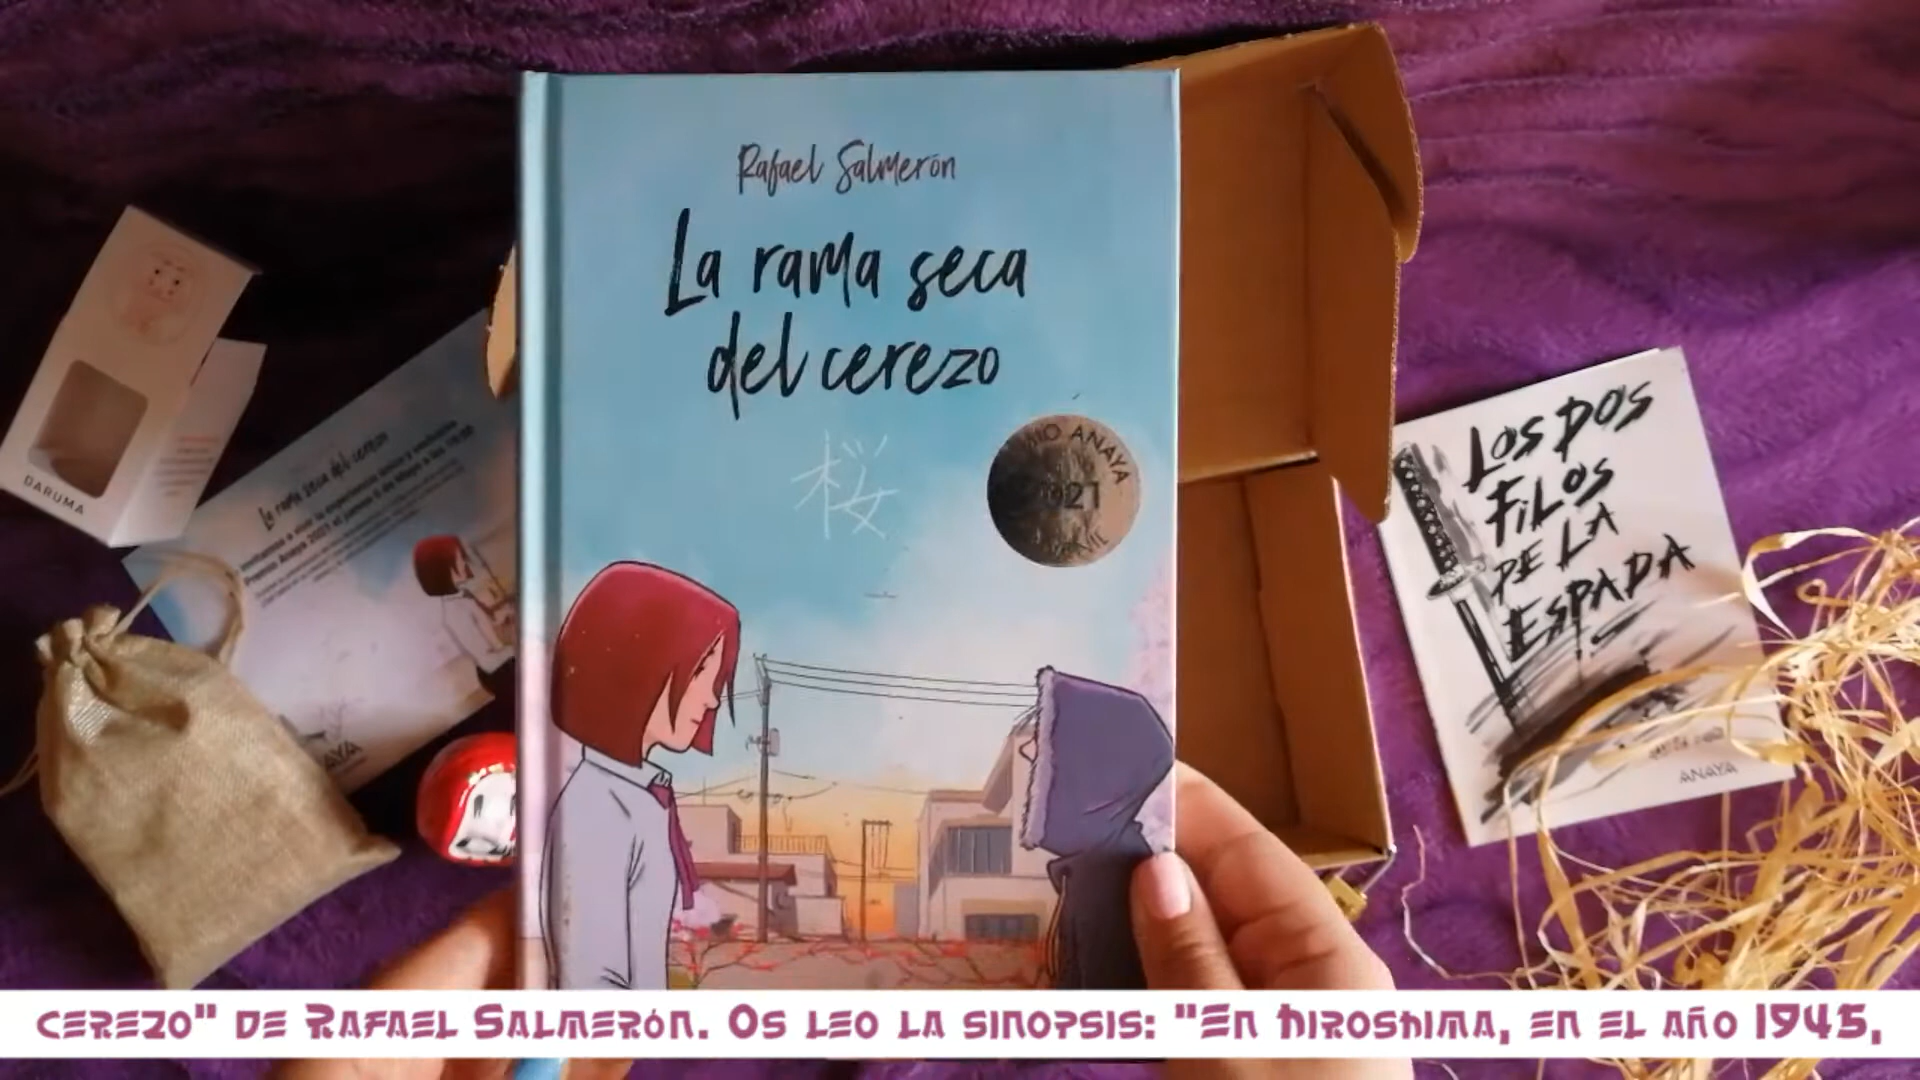 Rafael Salmerón
La rama seca
del cerezo
桜
ANAYA
2021
DARUMA
La rama seca del cerezo
ANAYA
LOS DOS
FILOS
DE LA
ESPADA
ANAYA
CEREZO" DE RAFAEL SALMERÓN. OS LEO LA SINOPSIS: "EN HIROSHIMA, EN EL AÑO 1945,